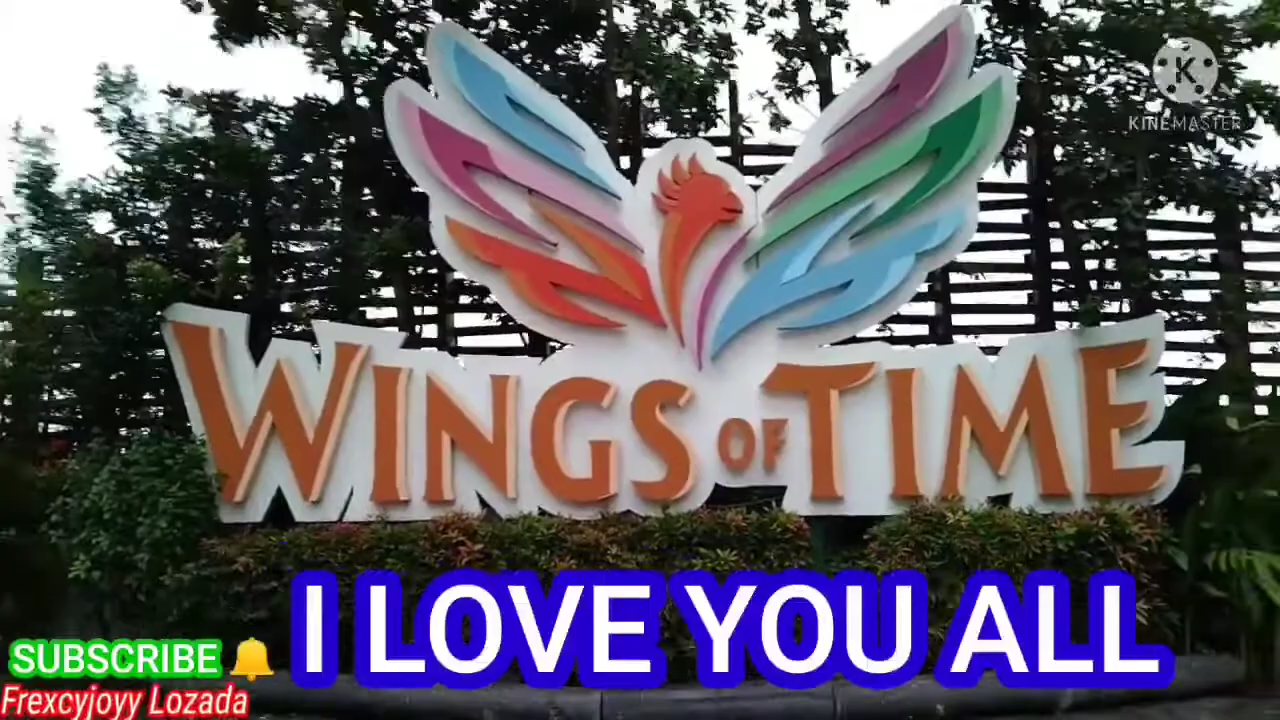 K
KINEMASTER
WINGS OF TIME
I LOVE YOU ALL
SUBSCRIBE
Frexcyjoyy Lozada